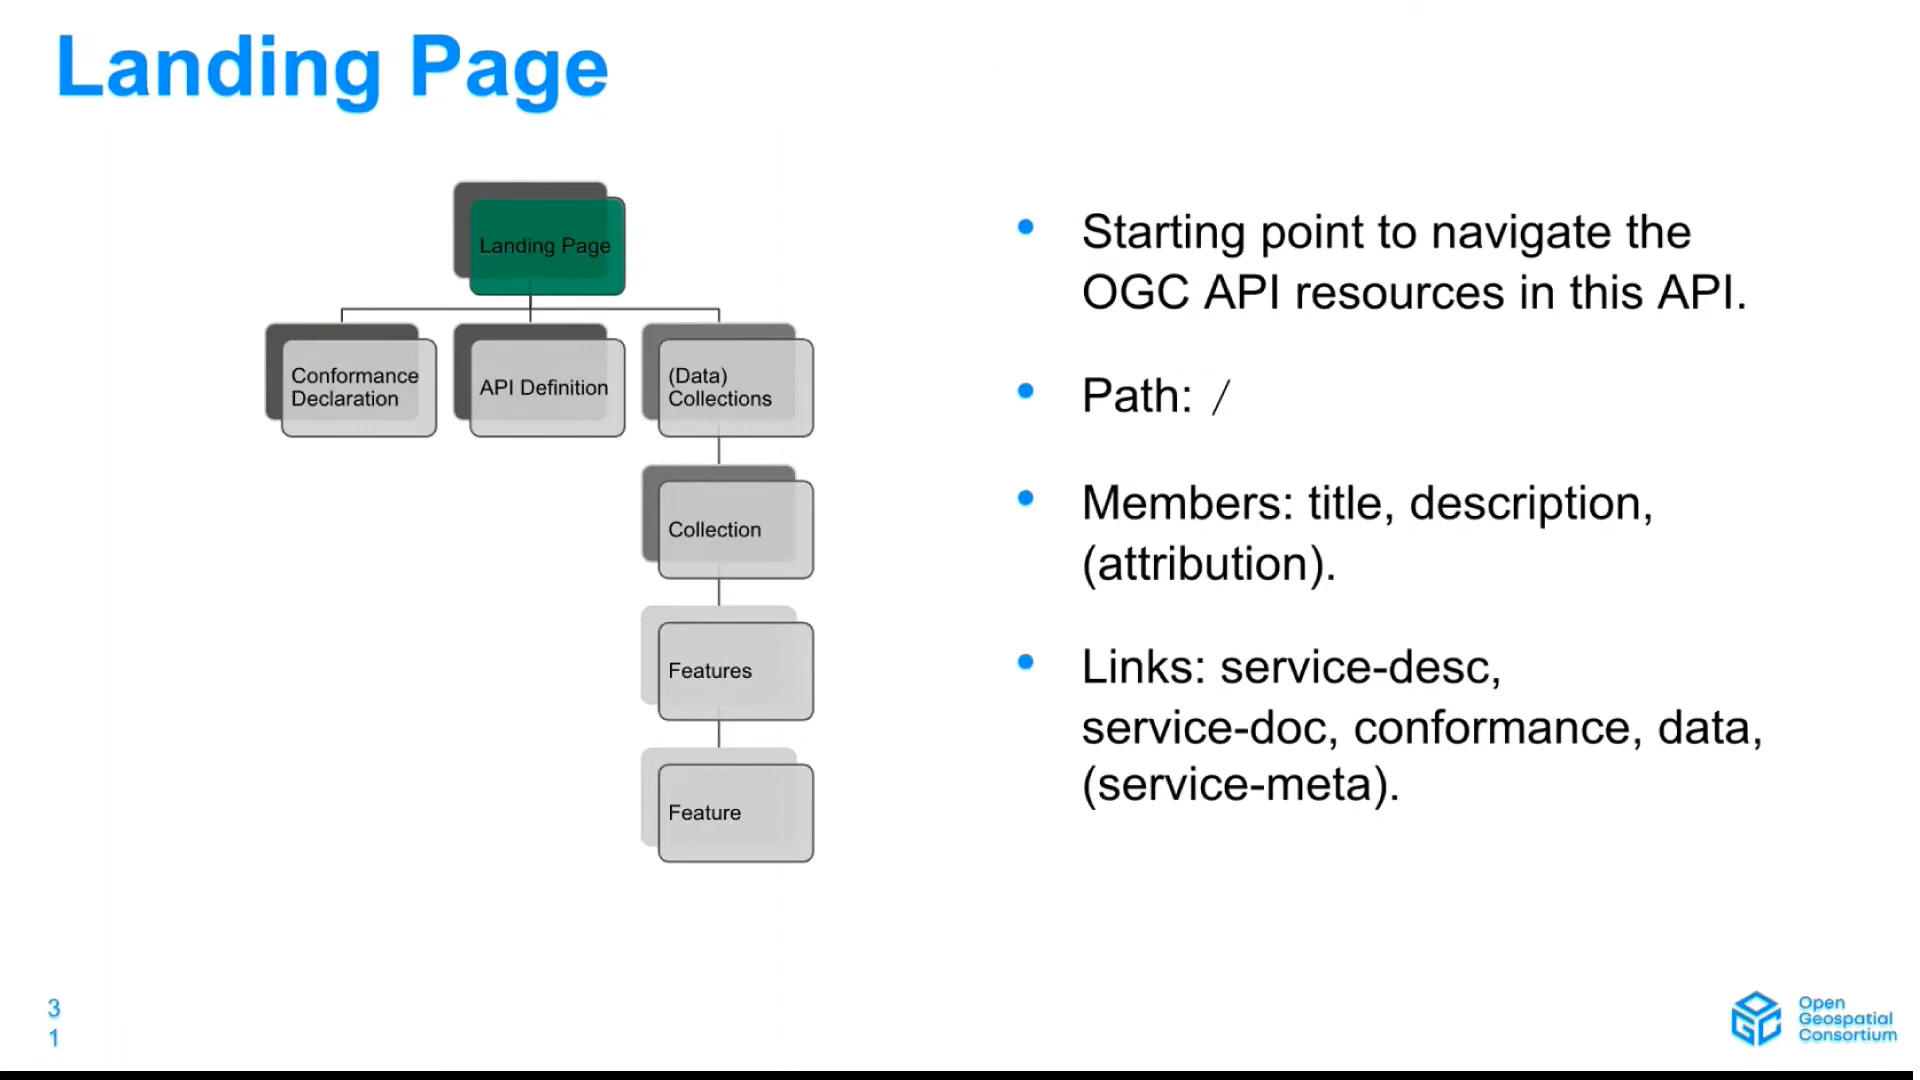 Landing Page
Landing Page
Conformance
Declaration
API Definition
(Data)
Collections
Collection
Features
Feature
• Starting point to navigate the
OGC API resources in this API.
• Path: /
• Members: title, description,
(attribution).
• Links: service-desc,
service-doc, conformance, data,
(service-meta).
3
1
OGC
Open
Geospatial
Consortium